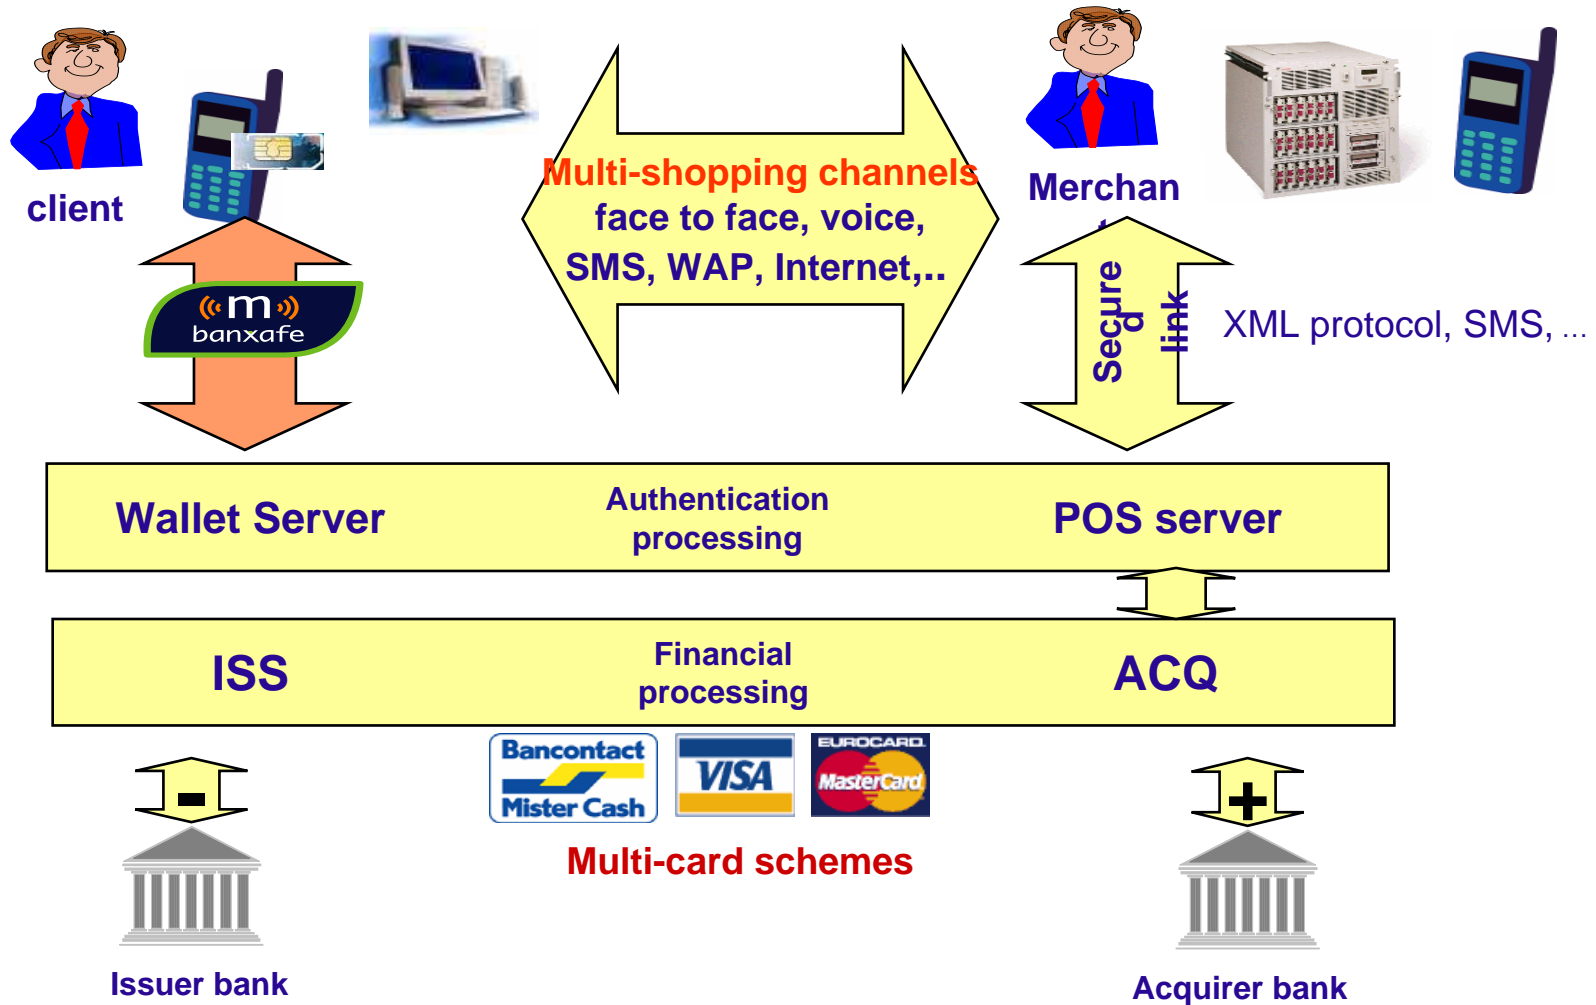 client
Multi-shopping channels
face to face, voice,
SMS, WAP, Internet,..
Merchan
t
((m))
banxafe
Secure
d
link
XML protocol, SMS, ...
Wallet Server
Authentication
processing
POS server
ISS
Financial
processing
ACQ
Bancontact
Mister Cash
VISA
EUROCARD
MasterCard
-
+
Multi-card schemes
Issuer bank
Acquirer bank